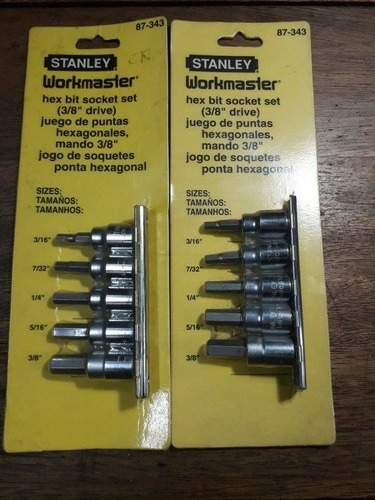 87-343
STANLEY
Workmaster®
hex bit socket set
(3/8" drive)
juego de puntas
hexagonales,
mando 3/8"
jogo de soquetes
ponta hexagonal
SIZES:
TAMAÑOS:
TAMANHOS:
3/16"
7/32"
1/4"
5/16"
3/8"
87-343
STANLEY
Workmaster®
hex bit socket set
(3/8" drive)
juego de puntas
hexagonales,
mando 3/8"
jogo de soquetes
ponta hexagonal
SIZES:
TAMAÑOS:
TAMANHOS:
3/16"
7/32"
1/4"
5/16"
3/8"